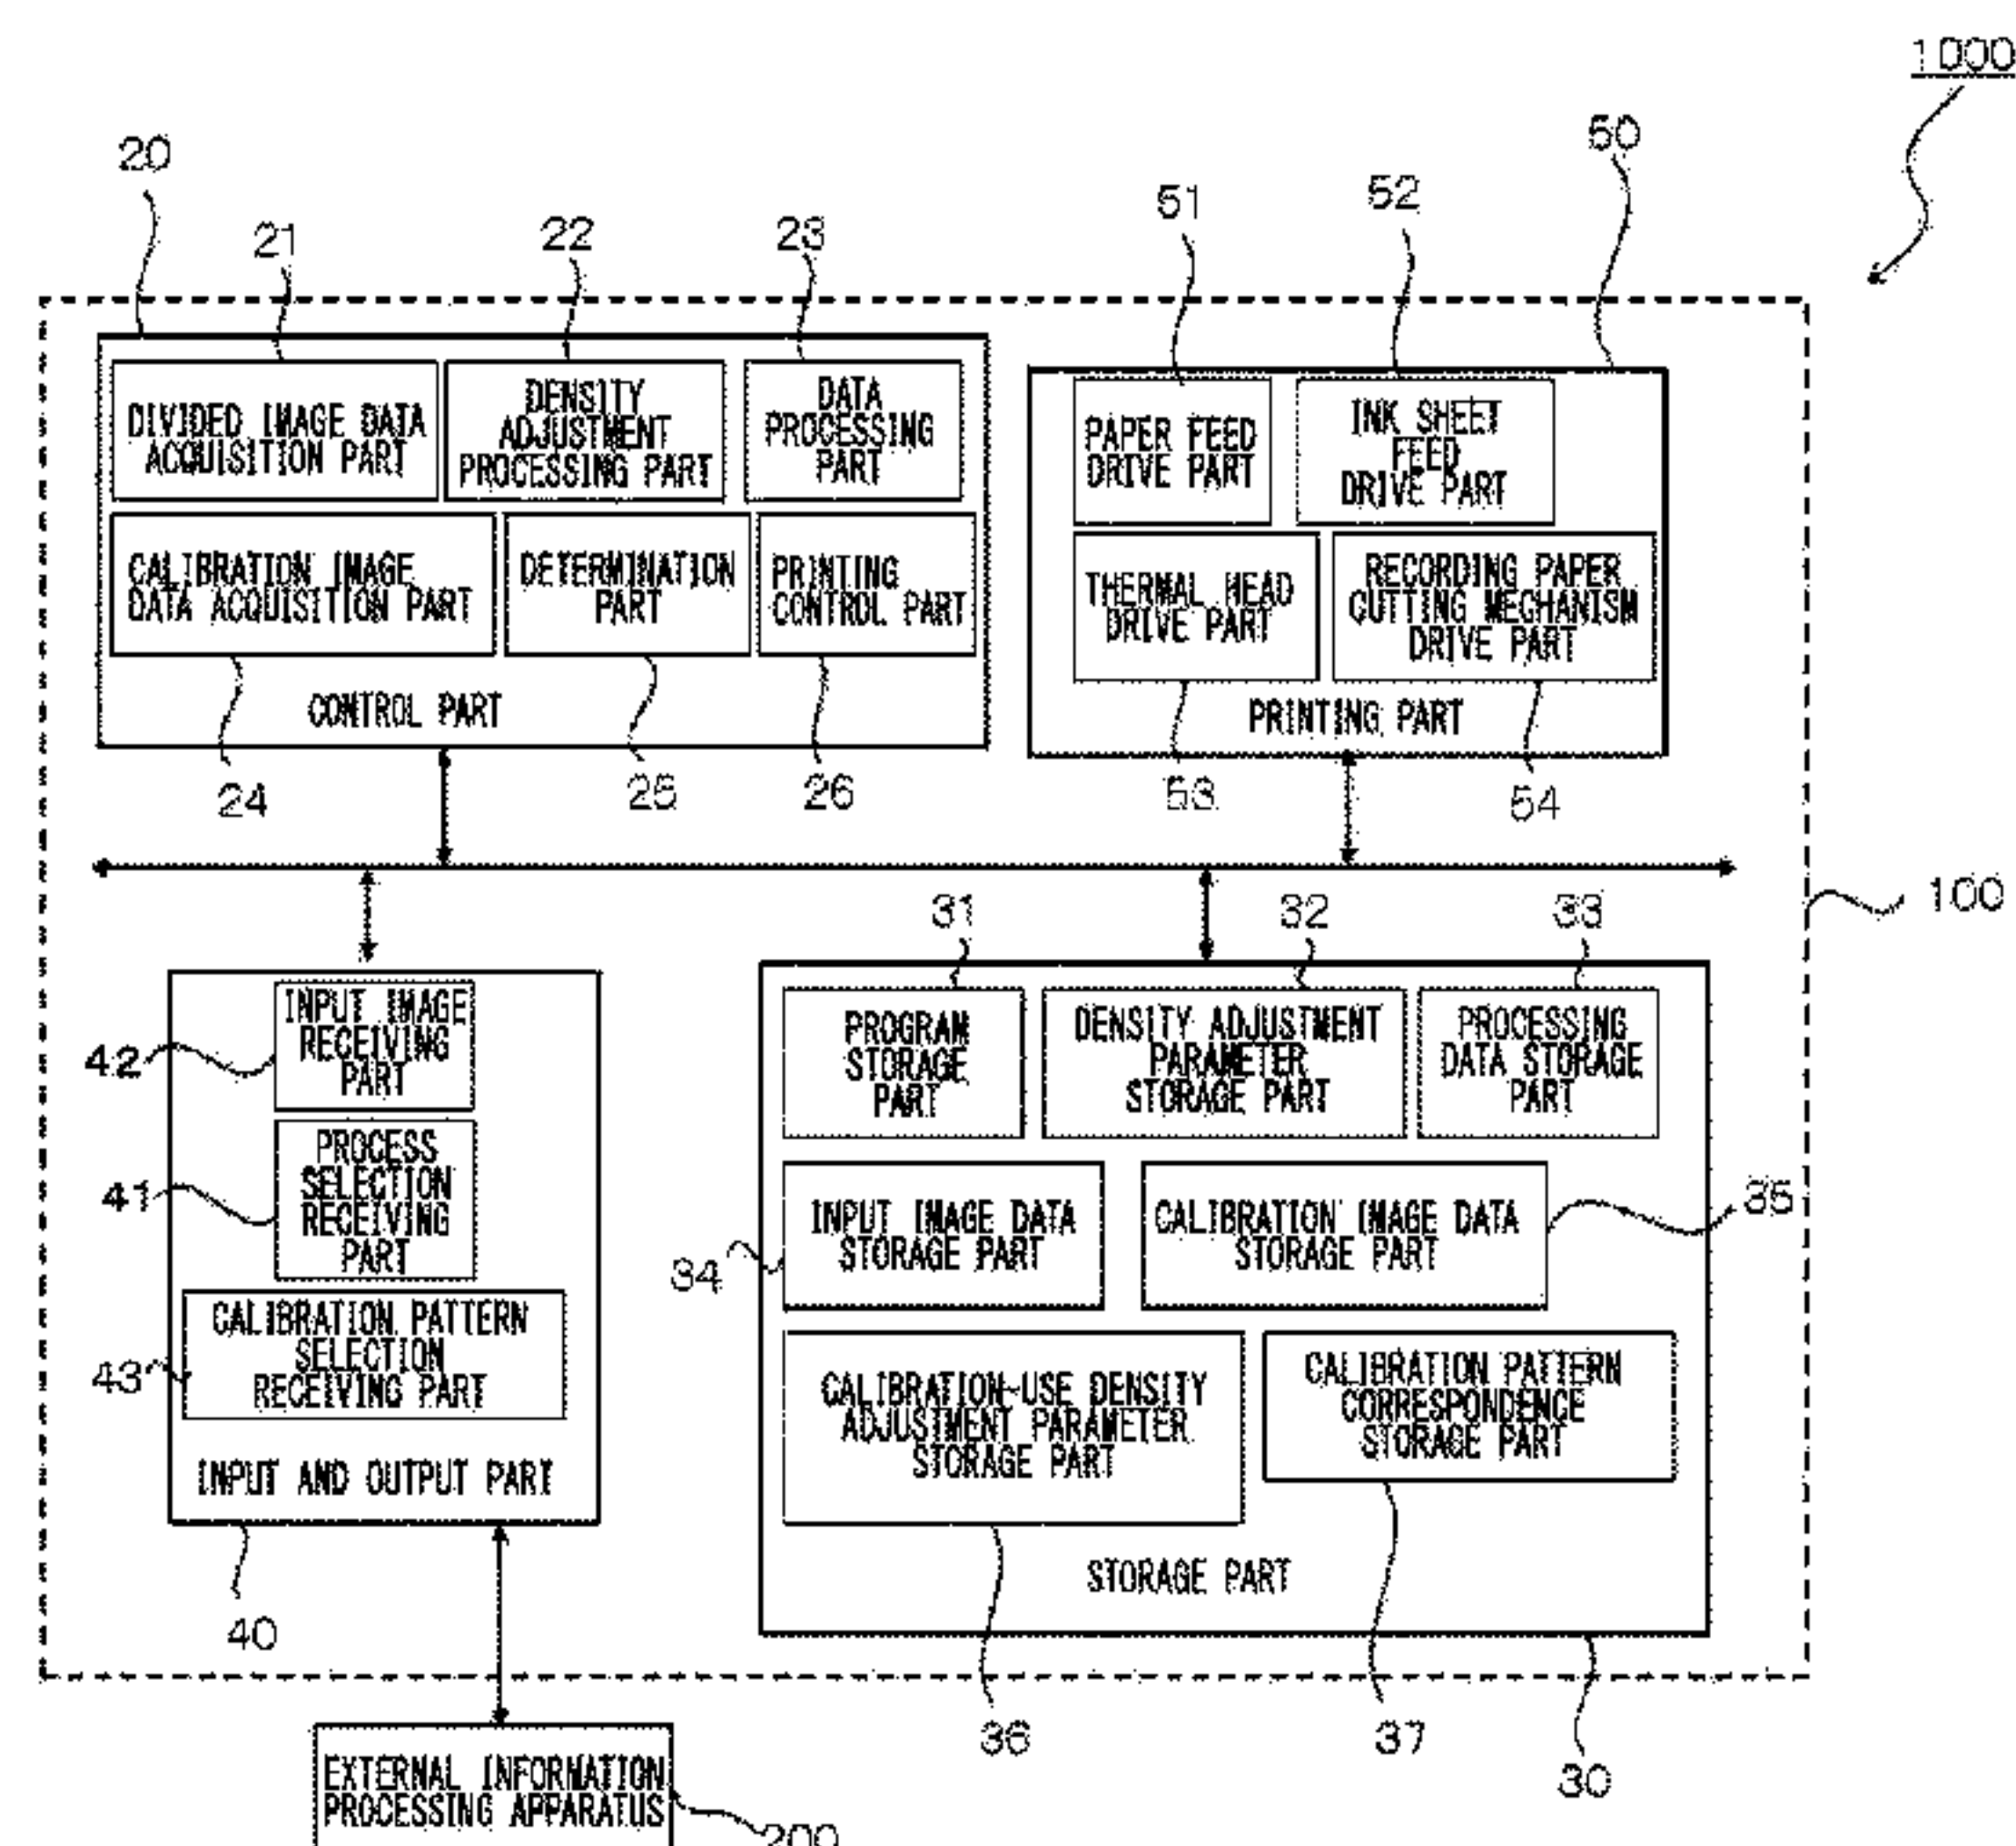 1000
20
21
22
23
51
52
50
DIVIDED IMAGE DATA
ACQUISITION PART
DENSITY
ADJUSTMENT
PROCESSING PART
DATA
PROCESSING
PART
CALIBRATION IMAGE
DATA ACQUISITION PART
DETERMINATION
PART
PRINTING
CONTROL PART
CONTROL PART
24
25
26
PAPER FEED
DRIVE PART
INK SHEET
FEED
DRIVE PART
THERMAL HEAD
DRIVE PART
RECORDING PAPER
CUTTING MECHANISM
DRIVE PART
PRINTING PART
53
54
100
42
INPUT IMAGE
RECEIVING
PART
41
PROCESS
SELECTION
RECEIVING
PART
43
CALIBRATION PATTERN
SELECTION
RECEIVING PART
INPUT AND OUTPUT PART
40
31
32
33
PROGRAM
STORAGE
PART
DENSITY ADJUSTMENT
PARAMETER
STORAGE PART
PROCESSING
DATA STORAGE
PART
34
INPUT IMAGE DATA
STORAGE PART
CALIBRATION IMAGE DATA
STORAGE PART
35
CALIBRATION-USE DENSITY
ADJUSTMENT PARAMETER
STORAGE PART
CALIBRATION PATTERN
CORRESPONDENCE
STORAGE PART
STORAGE PART
36
37
30
EXTERNAL INFORMATION
PROCESSING APPARATUS
200